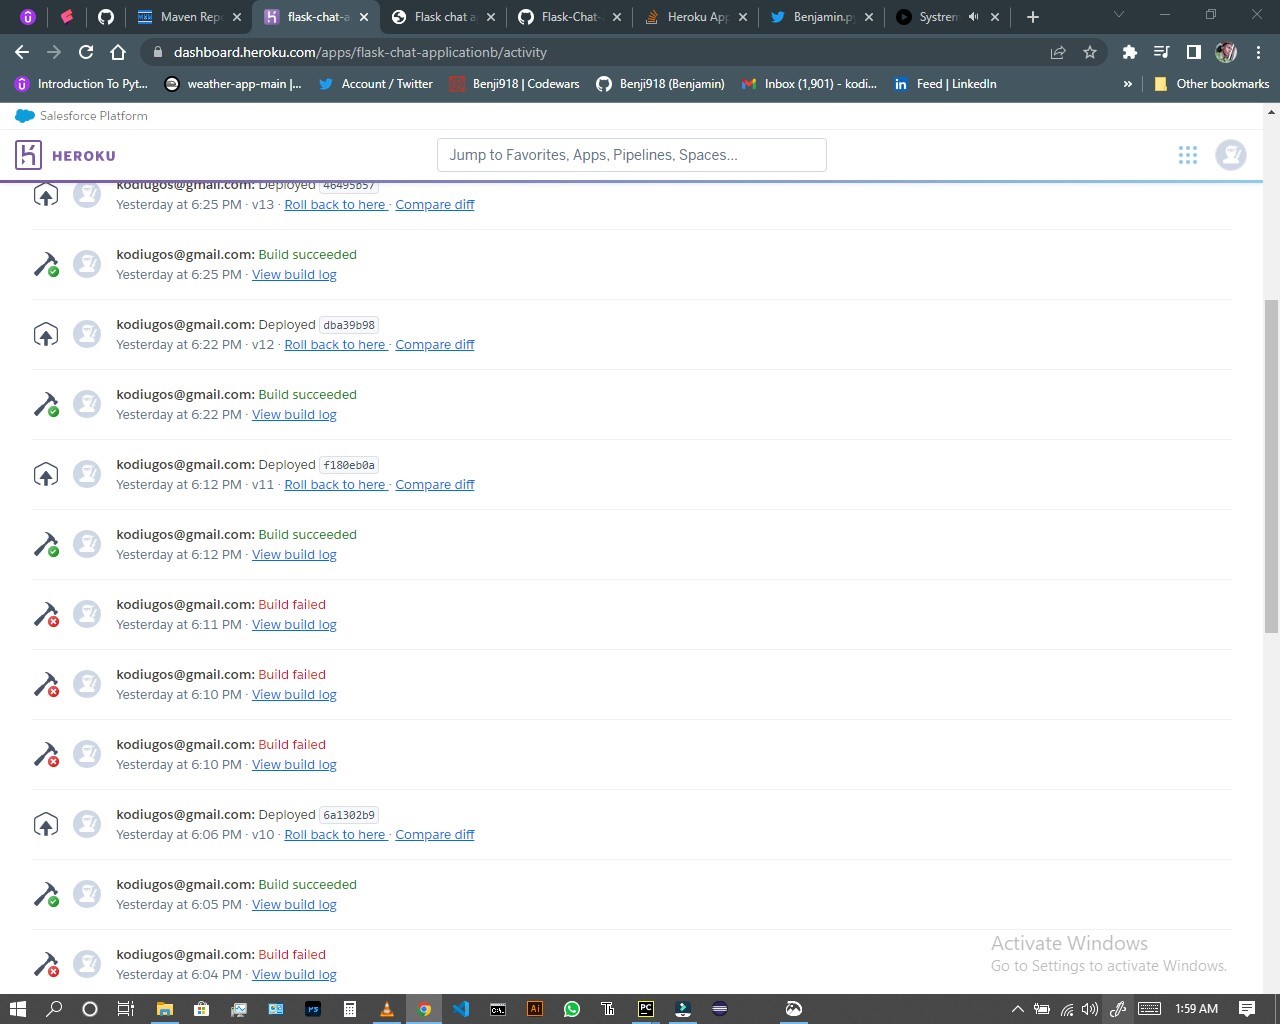 Maven Rep
flask-chat-a
Flask chat a
Flask-Chat-
Heroku App
Benjamin.p
System
dashboard.heroku.com/apps/flask-chat-applicationb/activity
Introduction To Pyt...
weather-app-main |...
Account / Twitter
Benji918 | Codewars
Benji918 (Benjamin)
Inbox (1,901) - kodi...
Feed | LinkedIn
»
Other bookmarks
Salesforce Platform
HEROKU
Jump to Favorites, Apps, Pipelines, Spaces...
kodiugos@gmail.com: Deployed 46495b57
Yesterday at 6:25 PM · v13 · Roll back to here · Compare diff
kodiugos@gmail.com: Build succeeded
Yesterday at 6:25 PM · View build log
kodiugos@gmail.com: Deployed dba39b98
Yesterday at 6:22 PM · v12 · Roll back to here · Compare diff
kodiugos@gmail.com: Build succeeded
Yesterday at 6:22 PM · View build log
kodiugos@gmail.com: Deployed f180eb0a
Yesterday at 6:12 PM · v11 · Roll back to here · Compare diff
kodiugos@gmail.com: Build succeeded
Yesterday at 6:12 PM · View build log
kodiugos@gmail.com: Build failed
Yesterday at 6:11 PM · View build log
kodiugos@gmail.com: Build failed
Yesterday at 6:10 PM · View build log
kodiugos@gmail.com: Build failed
Yesterday at 6:10 PM · View build log
kodiugos@gmail.com: Deployed 6a1302b9
Yesterday at 6:06 PM · v10 · Roll back to here · Compare diff
kodiugos@gmail.com: Build succeeded
Yesterday at 6:05 PM · View build log
kodiugos@gmail.com: Build failed
Yesterday at 6:04 PM · View build log
Activate Windows
Go to Settings to activate Windows.
1:59 AM